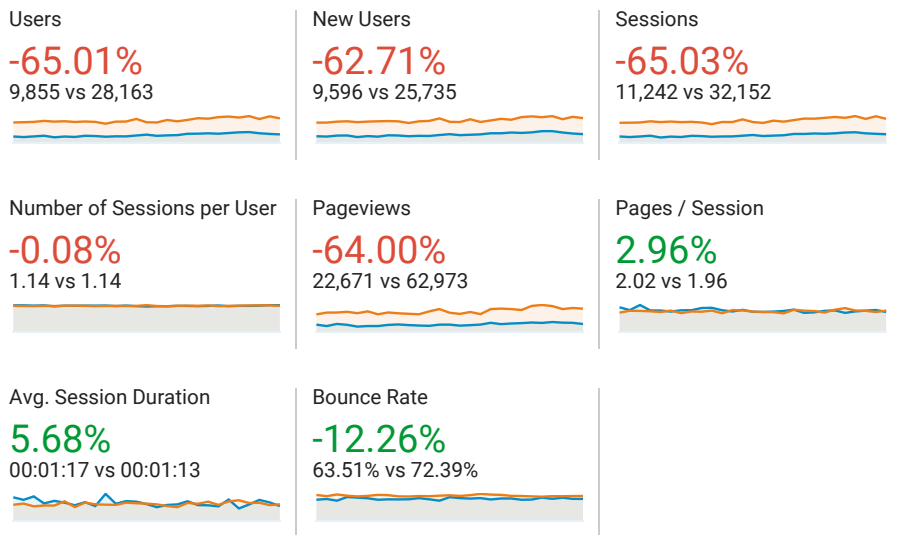 Users
-65.01%
9,855 vs 28,163
New Users
-62.71%
9,596 vs 25,735
Sessions
-65.03%
11,242 vs 32,152
Number of Sessions per User
-0.08%
1.14 vs 1.14
Pageviews
-64.00%
22,671 vs 62,973
Pages / Session
2.96%
2.02 vs 1.96
Avg. Session Duration
5.68%
00:01:17 vs 00:01:13
Bounce Rate
-12.26%
63.51% vs 72.39%